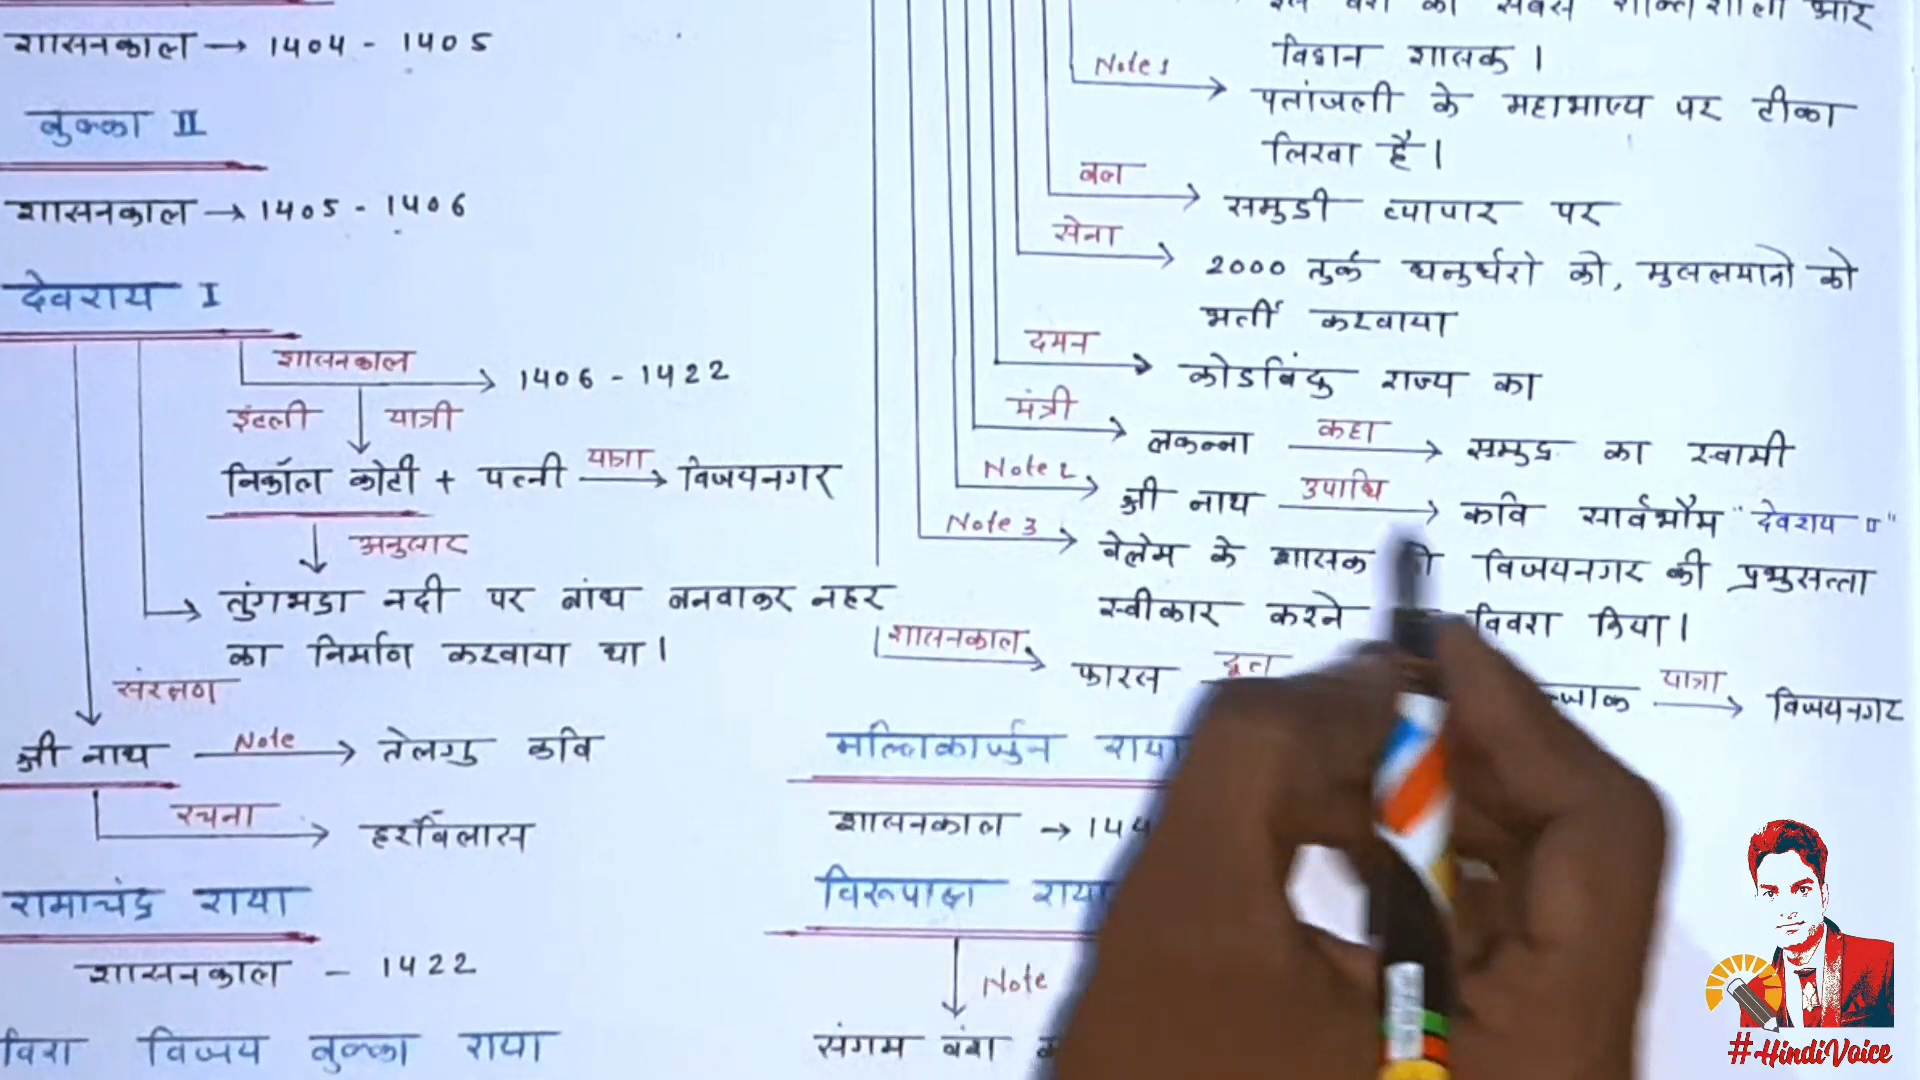 शासनकाल → 1404 - 1405
बुक्का II
शासनकाल → 1405 - 1406
देवराय I
शासनकाल → 1406 - 1422
इटली यात्री
निकॉल कोटी + पत्नी यात्रा → विजयनगर
अनुसार
तुंगभद्रा नदी पर बांध बनवाकर नहर
का निर्माण करवाया था।
संरक्षण
श्री नाथ Note → तेलगु कवि
रचना → हरविलास
रामाचंद्र राया
शासनकाल - 1422
विरा विजय बुक्का राया
विद्वान शासक।
Note 1 → पतांजली के महाभाष्य पर टीका
लिखा है।
बल → समुद्री व्यापार पर
सेना → 2000 तुर्क धनुर्धरो को, मुसलमानो को
भर्ती करवाया
दमन → कोडविंदु राज्य का
मंत्री → लकन्ना कहा → समुद्र का स्वामी
Note 2 → श्री नाथ उपाधि → कवि सार्वभौम "देवराय II"
Note 3 → वेलेम के शासक विजयनगर की प्रभुसत्ता
स्वीकार करने विवश किया।
शासनकाल → फारस दूत यात्रा → विजयनगर
मल्लिकार्जुन राया
शासनकाल → 144
विरूपाक्ष राया
Note
संगम वंश
#HindiVoice